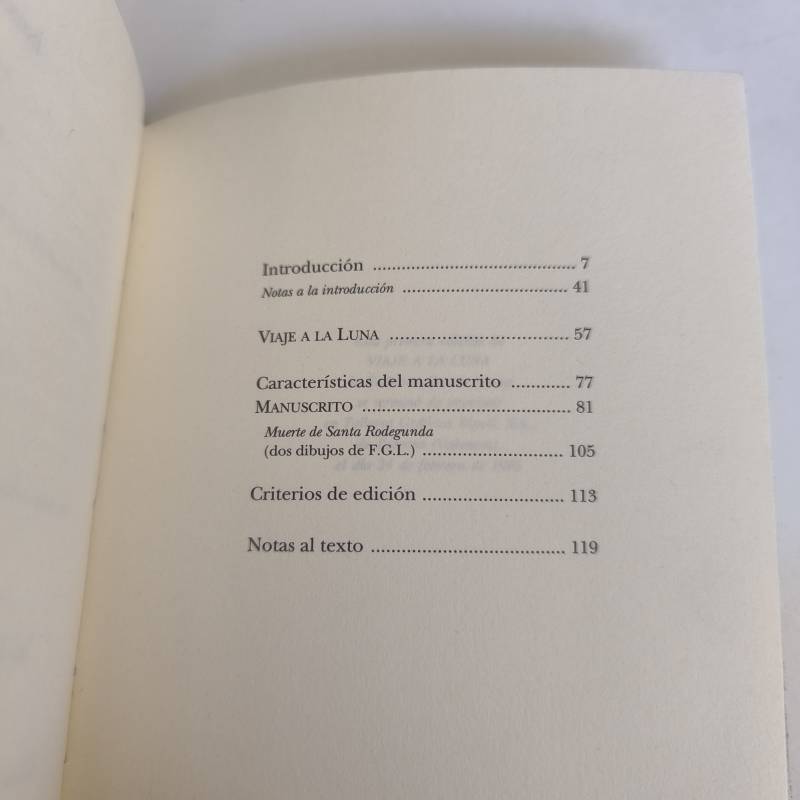 Introducción ........................................... 7
Notas a la introducción ................................... 41
VIAJE A LA LUNA ...................................... 57
Características del manuscrito ............ 77
MANUSCRITO ............................................ 81
Muerte de Santa Rodegunda
(dos dibujos de F.G.L.) .............................. 105
Criterios de edición .............................. 113
Notas al texto ......................................... 119